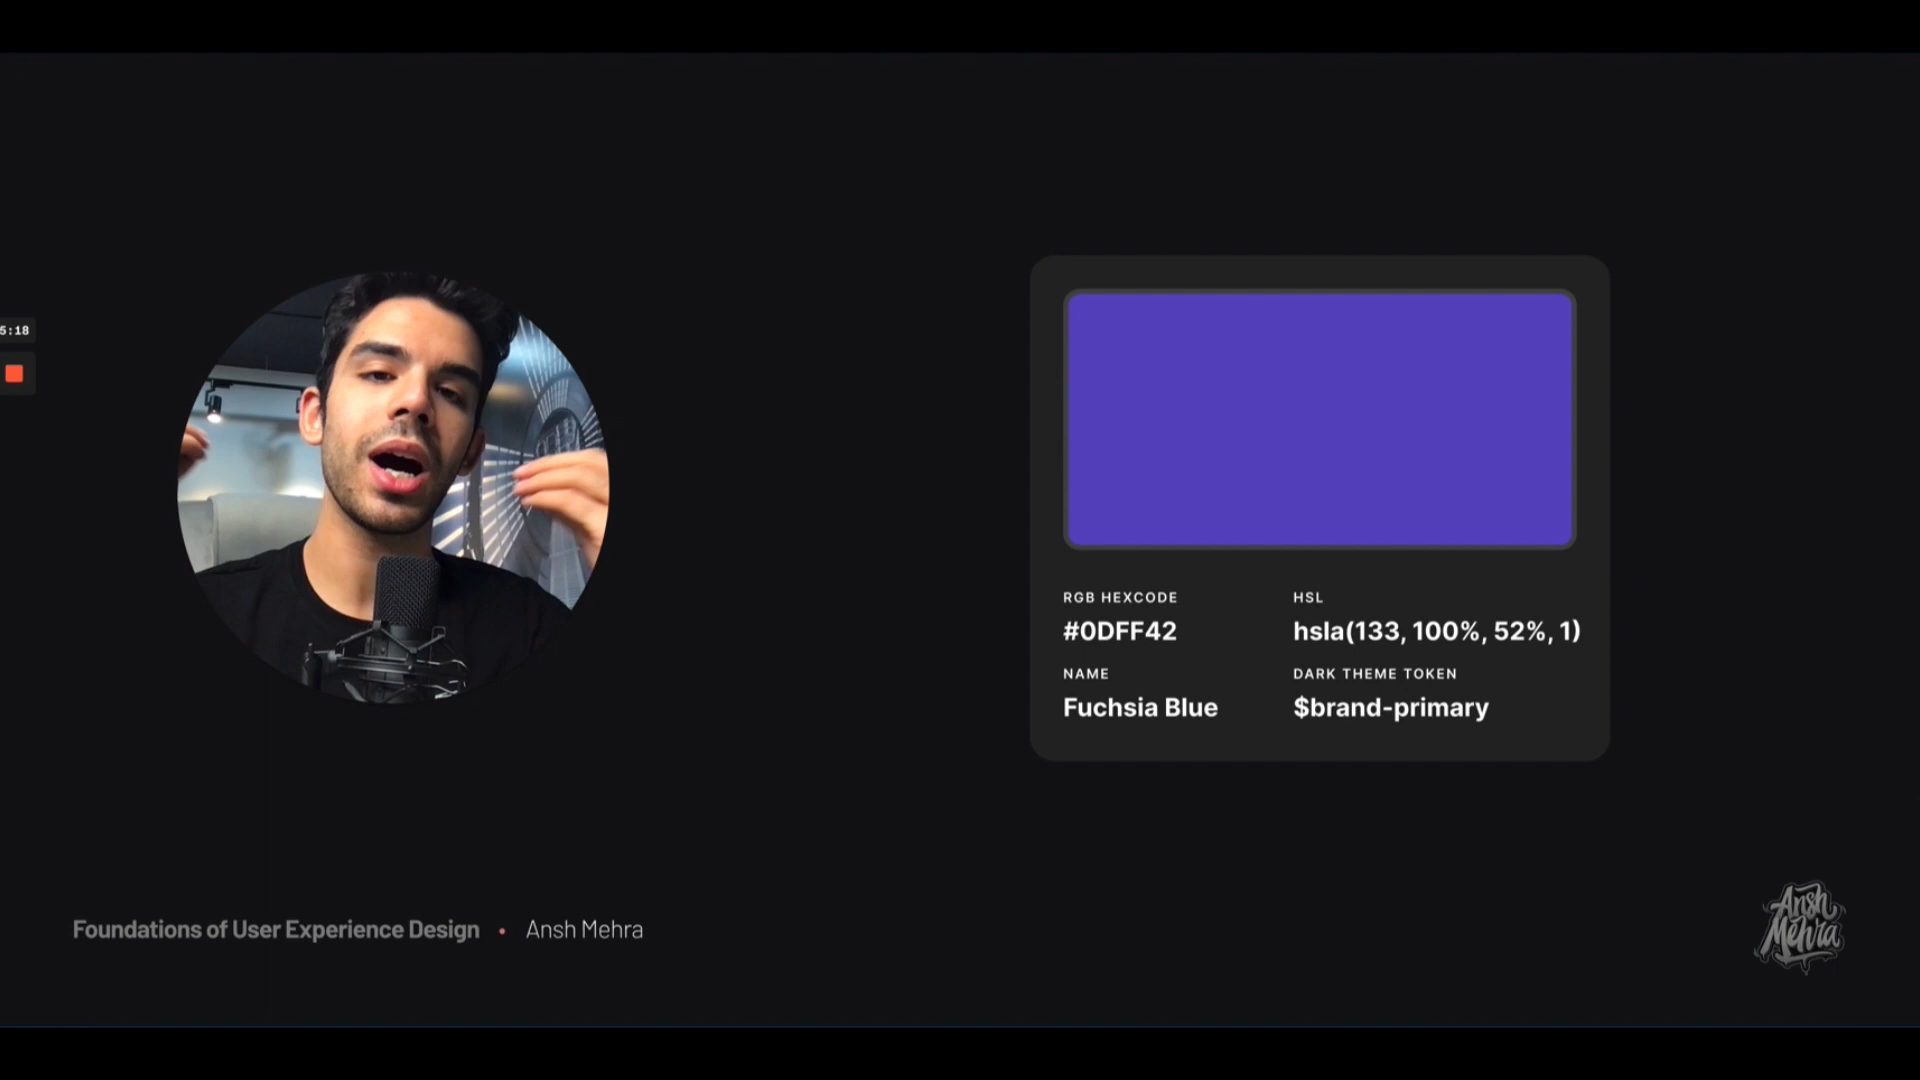 5:18
RGB HEXCODE
#0DFF42
HSL
hsla(133, 100%, 52%, 1)
NAME
Fuchsia Blue
DARK THEME TOKEN
$brand-primary
Foundations of User Experience Design • Ansh Mehra
Ansh
Mehra